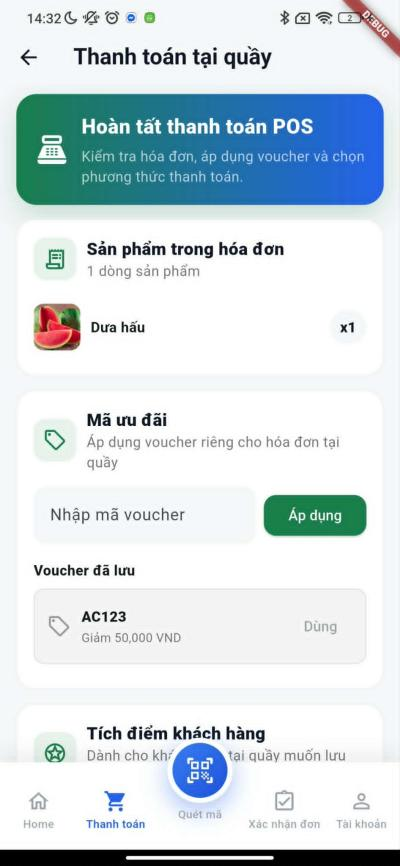 14:32
2
DEBUG
Thanh toán tại quầy
Hoàn tất thanh toán POS
Kiểm tra hóa đơn, áp dụng voucher và chọn
phương thức thanh toán.
Sản phẩm trong hóa đơn
1 dòng sản phẩm
Dưa hấu
x1
Mã ưu đãi
Áp dụng voucher riêng cho hóa đơn tại
quầy
Nhập mã voucher
Áp dụng
Voucher đã lưu
AC123
Giảm 50,000 VND
Dùng
Tích điểm khách hàng
Dành cho tại quầy muốn lưu
Home
Thanh toán
Quét mã
Xác nhận đơn
Tài khoản